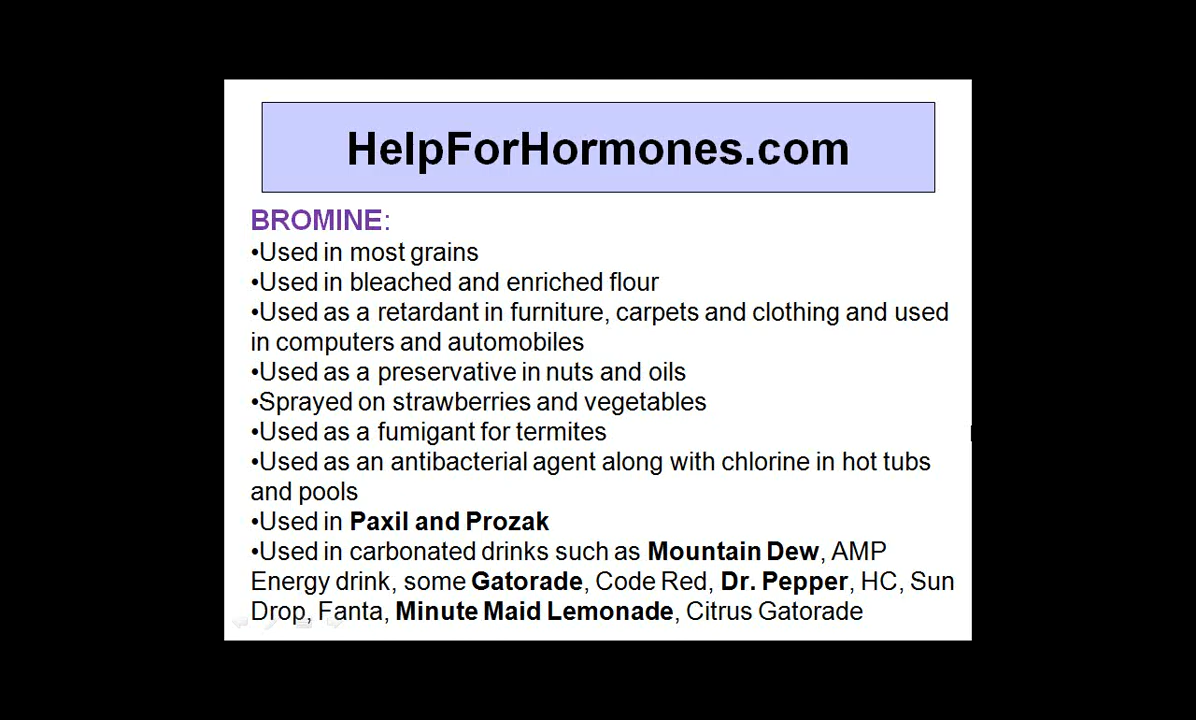 HelpForHormones.com
BROMINE:
•Used in most grains
•Used in bleached and enriched flour
•Used as a retardant in furniture, carpets and clothing and used
in computers and automobiles
•Used as a preservative in nuts and oils
•Sprayed on strawberries and vegetables
•Used as a fumigant for termites
•Used as an antibacterial agent along with chlorine in hot tubs
and pools
•Used in Paxil and Prozak
•Used in carbonated drinks such as Mountain Dew, AMP
Energy drink, some Gatorade, Code Red, Dr. Pepper, HC, Sun
Drop, Fanta, Minute Maid Lemonade, Citrus Gatorade